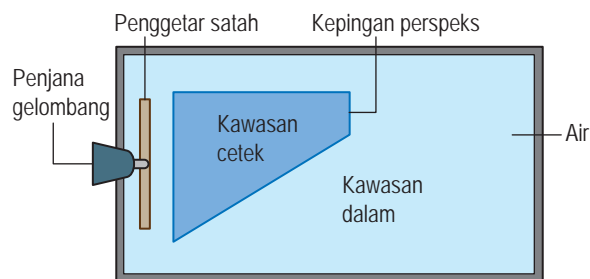 Penggetar satah
Kepingan perspeks
Penjana
gelombang
Kawasan
cetek
Air
Kawasan
dalam